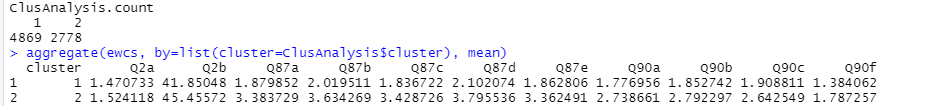 ClusAnalysis.count
1 2
4869 2778
> aggregate(ewcs, by=list(cluster=ClusAnalysis$cluster), mean)
cluster Q2a Q2b Q87a Q87b Q87c Q87d Q87e Q90a Q90b Q90c Q90f
1 1 1.470733 41.85048 1.879852 2.019511 1.836722 2.102074 1.862806 1.776956 1.852742 1.908811 1.384062
2 2 1.524118 45.45572 3.383729 3.634269 3.428726 3.795536 3.362491 2.738661 2.792297 2.642549 1.787257